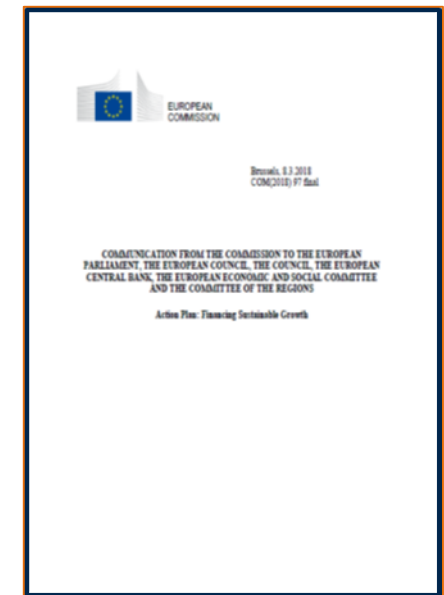 EUROPEAN
COMMISSION
Brussels, 8.3.2018
COM(2018) 97 final
COMMUNICATION FROM THE COMMISSION TO THE EUROPEAN
PARLIAMENT, THE EUROPEAN COUNCIL, THE COUNCIL, THE EUROPEAN
CENTRAL BANK, THE EUROPEAN ECONOMIC AND SOCIAL COMMITTEE
AND THE COMMITTEE OF THE REGIONS
Action Plan: Financing Sustainable Growth